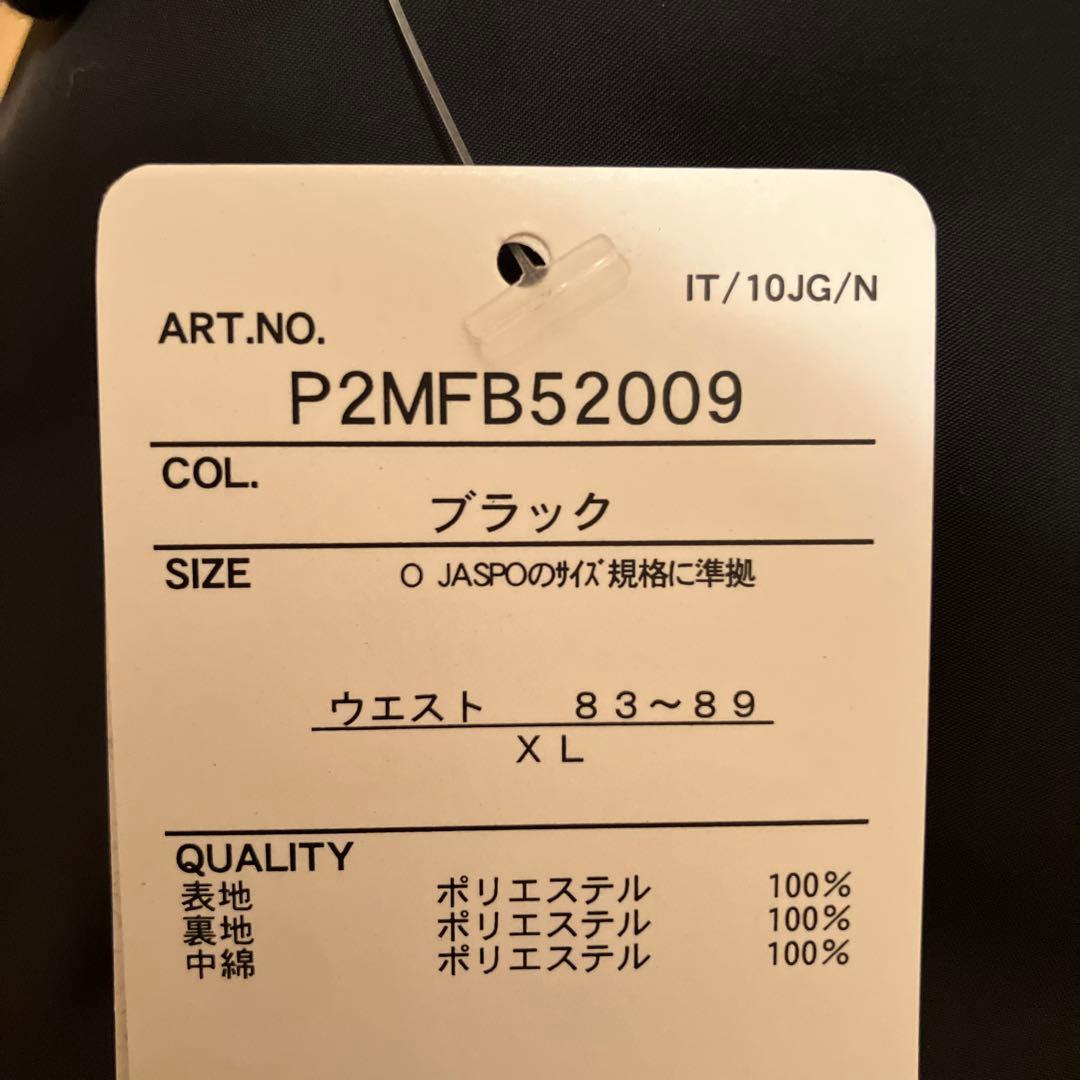 IT/10JG/N
ART.NO.
P2MFB52009
COL.
ブラック
SIZE O JASPOのｻｲｽﾞ規格に準拠
ウエスト ８３～８９
ＸＬ
QUALITY
表地 ポリエステル 100%
裏地 ポリエステル 100%
中綿 ポリエステル 100%